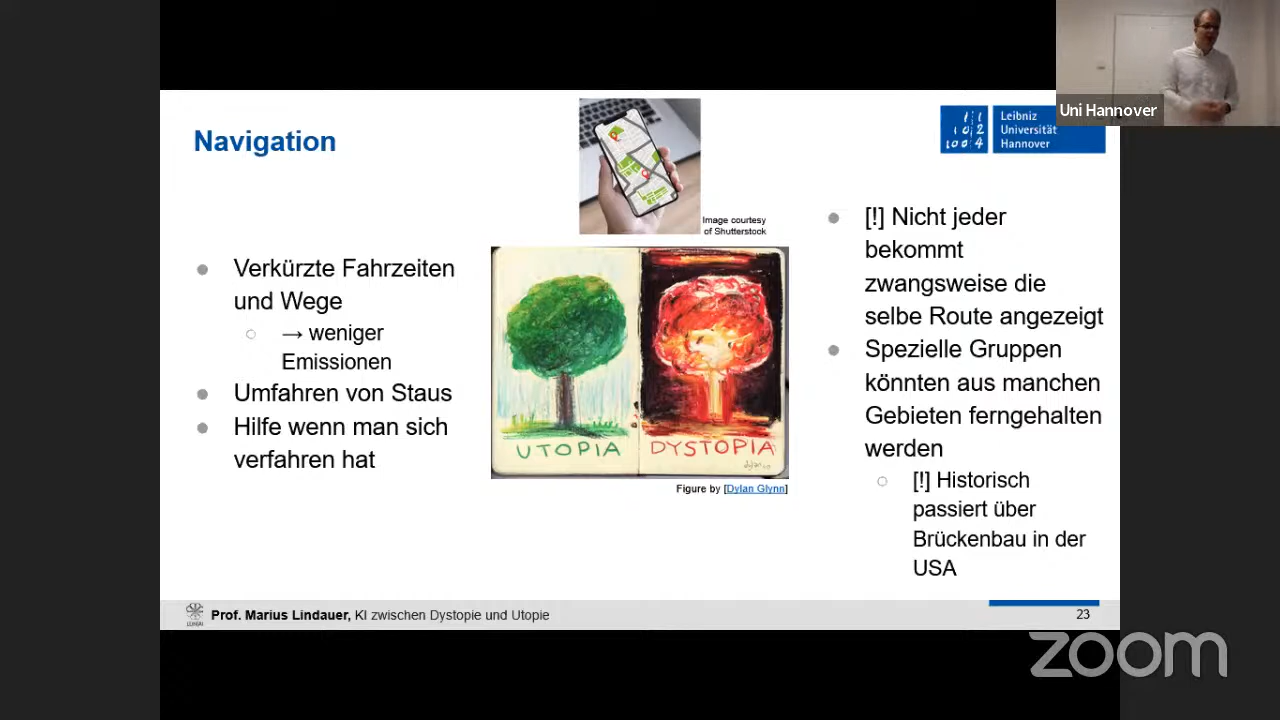 Uni Hannover
Navigation
Leibniz
Universität
Hannover
Image courtesy
of Shutterstock
Verkürzte Fahrzeiten
und Wege
→ weniger
Emissionen
Umfahren von Staus
Hilfe wenn man sich
verfahren hat
UTOPIA
DYSTOPIA
Figure by [Dylan Glynn]
[!] Nicht jeder
bekommt
zwangsweise die
selbe Route angezeigt
Spezielle Gruppen
könnten aus manchen
Gebieten ferngehalten
werden
[!] Historisch
passiert über
Brückenbau in der
USA
Prof. Marius Lindauer, KI zwischen Dystopie und Utopie
23
zoom